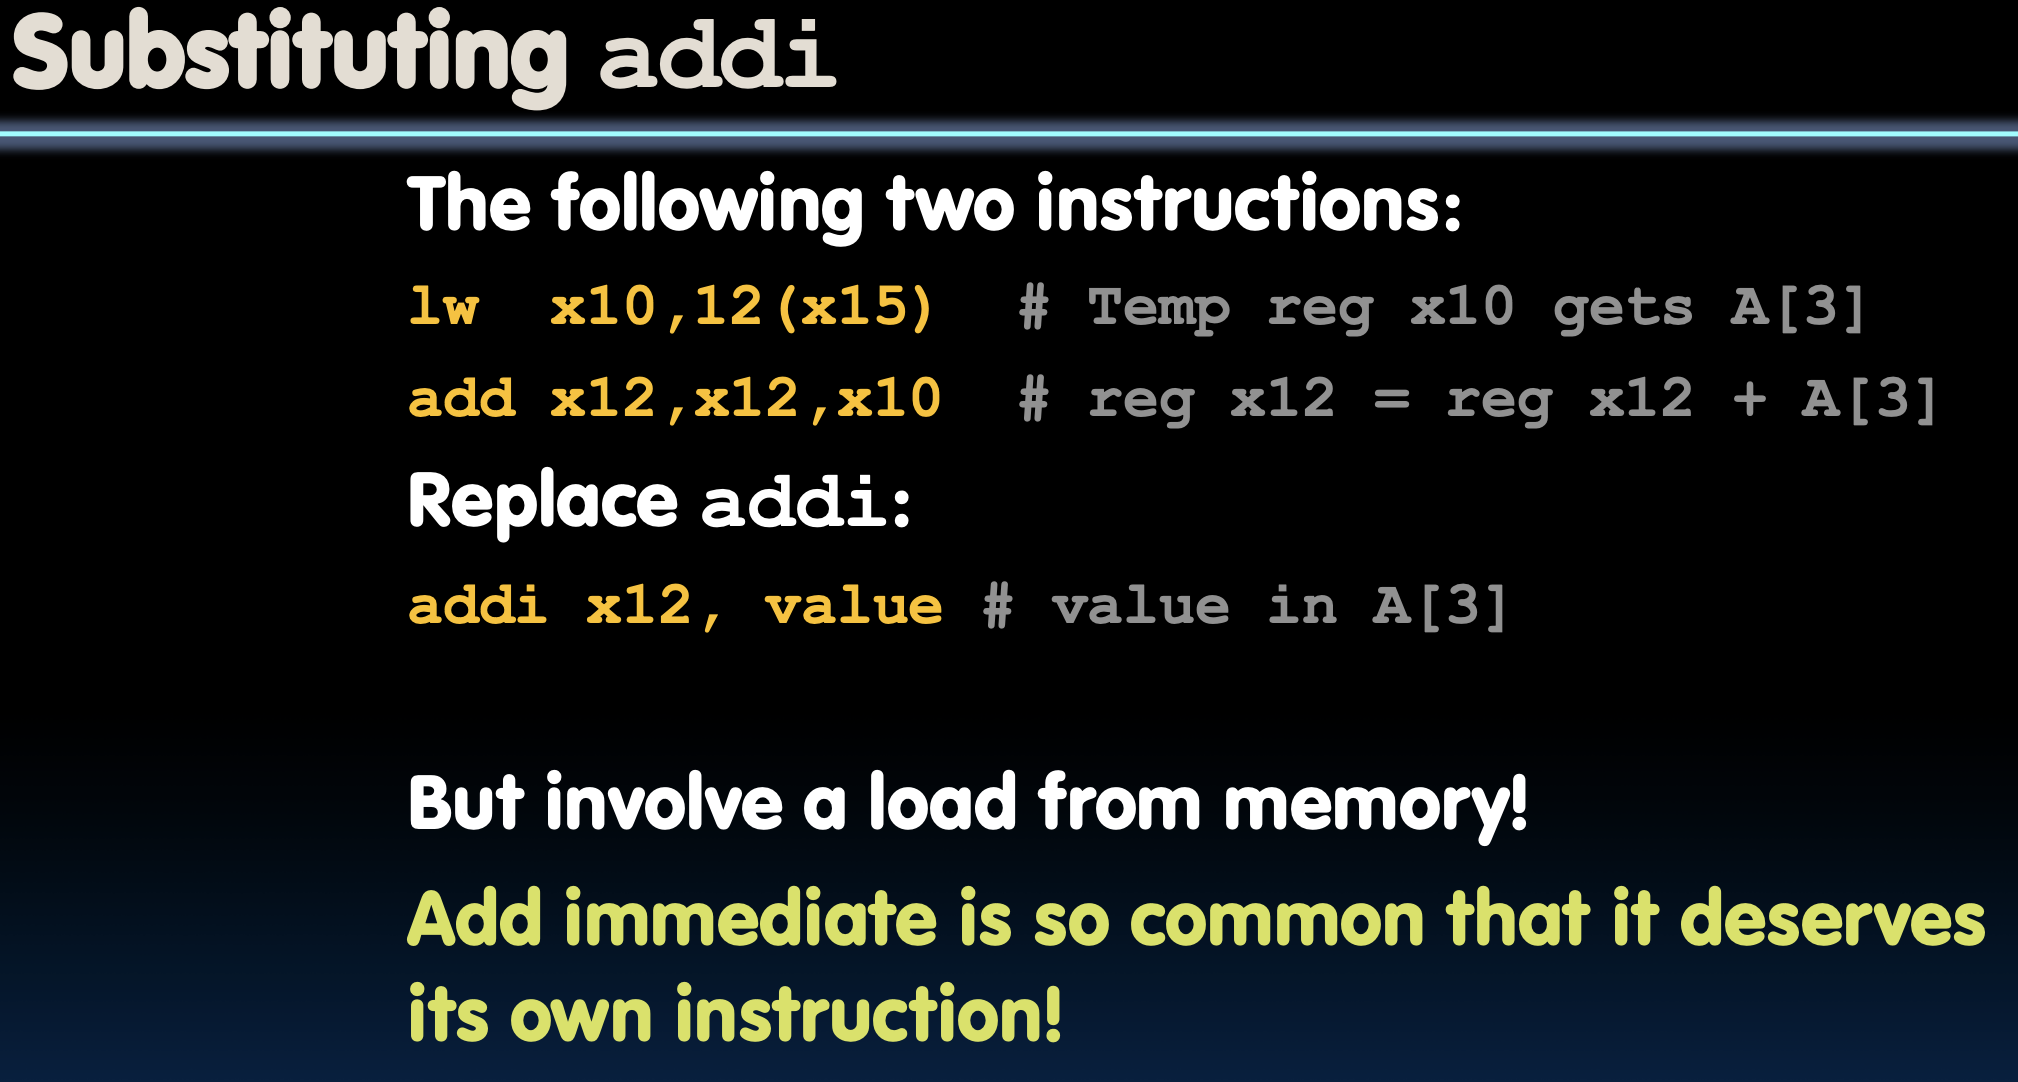 Substituting addi
The following two instructions:
lw  x10,12(x15)  # Temp reg x10 gets A[3]
add x12,x12,x10  # reg x12 = reg x12 + A[3]
Replace addi:
addi x12, value # value in A[3]
But involve a load from memory!
Add immediate is so common that it deserves
its own instruction!